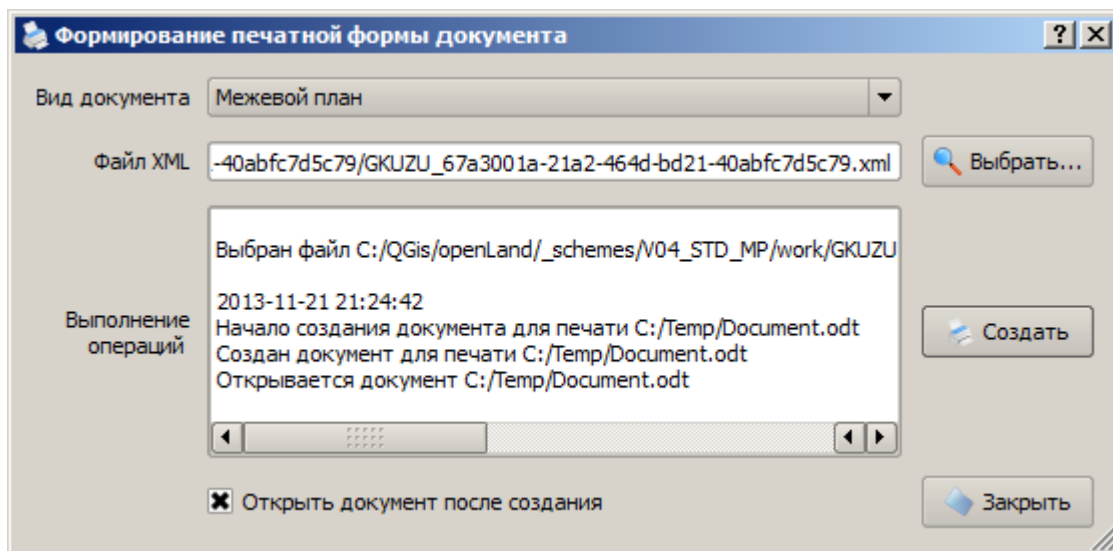 Формирование печатной формы документа
Вид документа Межевой план
Файл XML -40abfc7d5c79/GKUZU_67a3001a-21a2-464d-bd21-40abfc7d5c79.xml Выбрать...
Выбран файл C:/QGis/openLand/_schemes/V04_STD_MP/work/GKUZU
2013-11-21 21:24:42
Выполнение
операций
Начало создания документа для печати C:/Temp/Document.odt
Создан документ для печати C:/Temp/Document.odt
Открывается документ C:/Temp/Document.odt
Создать
Открыть документ после создания
Закрыть